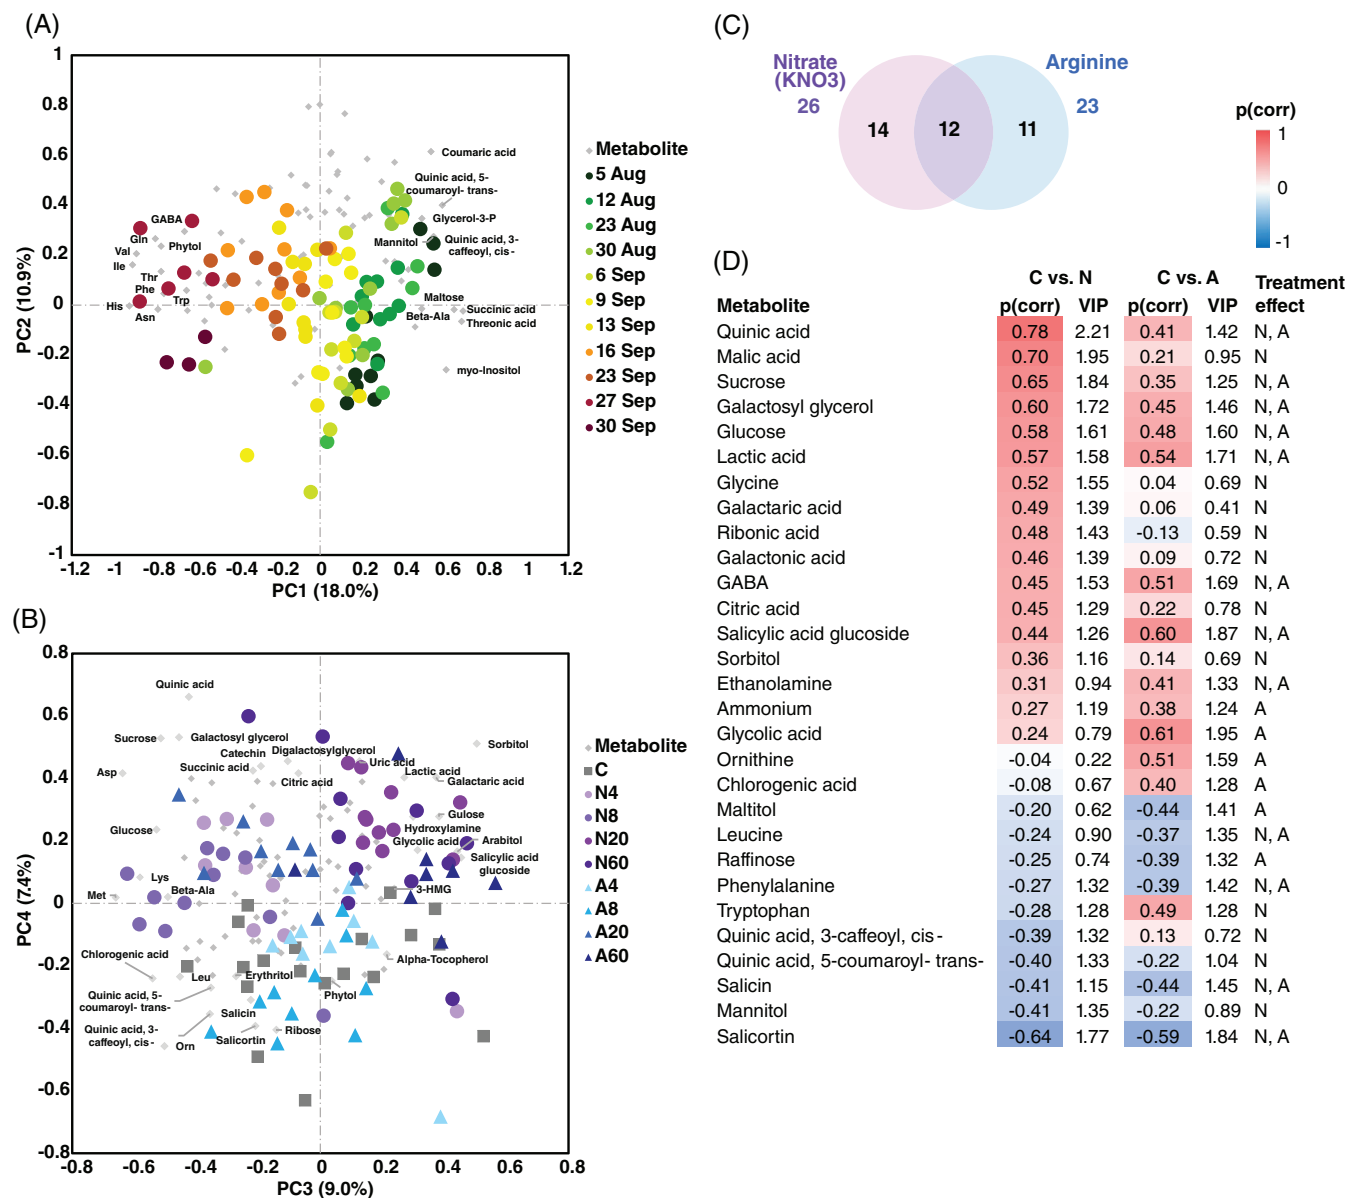 (A)
1
0.8
0.6
0.4
0.2
0
-0.2
-0.4
-0.6
-0.8
-1
-1.2
-1
-0.8
-0.6
-0.4
-0.2
0
0.2
0.4
0.6
0.8
1
1.2
PC1 (18.0%)
PC2 (10.9%)
Coumaric acid
Quinic acid, 5-
coumaroyl- trans-
Glycerol-3-P
Mannitol
Quinic acid, 3-
caffeoyl, cis-
GABA
Gln
Phytol
Val
Ile
Thr
Phe
His
Trp
Asn
Maltose
Succinic acid
Beta-Ala
Threonic acid
myo-Inositol
Metabolite
5 Aug
12 Aug
23 Aug
30 Aug
6 Sep
9 Sep
13 Sep
16 Sep
23 Sep
27 Sep
30 Sep
(B)
0.8
0.6
0.4
0.2
0
-0.2
-0.4
-0.6
-0.8
-0.8
-0.6
-0.4
-0.2
0
0.2
0.4
0.6
0.8
PC3 (9.0%)
PC4 (7.4%)
Quinic acid
Sucrose
Galactosyl glycerol
Catechin
Digalactosylglycerol
Sorbitol
Asp
Succinic acid
Uric acid
Lactic acid
Citric acid
Galactaric acid
Gulose
Glucose
Hydroxylamine
Glycolic acid
Arabitol
Salicylic acid
glucoside
Lys
Met
Beta-Ala
3-HMG
Chlorogenic acid
Alpha-Tocopherol
Leu
Erythritol
Quinic acid, 5-
coumaroyl- trans-
Phytol
Salicin
Quinic acid, 3-
caffeoyl, cis-
Orn
Salicortin
Ribose
Metabolite
C
N4
N8
N20
N60
A4
A8
A20
A60
(C)
Nitrate
(KNO3)
26
Arginine
23
14
12
11
p(corr)
1
0
-1
(D)
C vs. N C vs. A Treatment
Metabolite p(corr) VIP p(corr) VIP effect
Quinic acid 0.78 2.21 0.41 1.42 N, A
Malic acid 0.70 1.95 0.21 0.95 N
Sucrose 0.65 1.84 0.35 1.25 N, A
Galactosyl glycerol 0.60 1.72 0.45 1.46 N, A
Glucose 0.58 1.61 0.48 1.60 N, A
Lactic acid 0.57 1.58 0.54 1.71 N, A
Glycine 0.52 1.55 0.04 0.69 N
Galactaric acid 0.49 1.39 0.06 0.41 N
Ribonic acid 0.48 1.43 -0.13 0.59 N
Galactonic acid 0.46 1.39 0.09 0.72 N
GABA 0.45 1.53 0.51 1.69 N, A
Citric acid 0.45 1.29 0.22 0.78 N
Salicylic acid glucoside 0.44 1.26 0.60 1.87 N, A
Sorbitol 0.36 1.16 0.14 0.69 N
Ethanolamine 0.31 0.94 0.41 1.33 N, A
Ammonium 0.27 1.19 0.38 1.24 A
Glycolic acid 0.24 0.79 0.61 1.95 A
Ornithine -0.04 0.22 0.51 1.59 A
Chlorogenic acid -0.08 0.67 0.40 1.28 A
Maltitol -0.20 0.62 -0.44 1.41 A
Leucine -0.24 0.90 -0.37 1.35 N, A
Raffinose -0.25 0.74 -0.39 1.32 A
Phenylalanine -0.27 1.32 -0.39 1.42 N, A
Tryptophan -0.28 1.28 0.49 1.28 N
Quinic acid, 3-caffeoyl, cis- -0.39 1.32 0.13 0.72 N
Quinic acid, 5-coumaroyl- trans- -0.40 1.33 -0.22 1.04 N
Salicin -0.41 1.15 -0.44 1.45 N, A
Mannitol -0.41 1.35 -0.22 0.89 N
Salicortin -0.64 1.77 -0.59 1.84 N, A